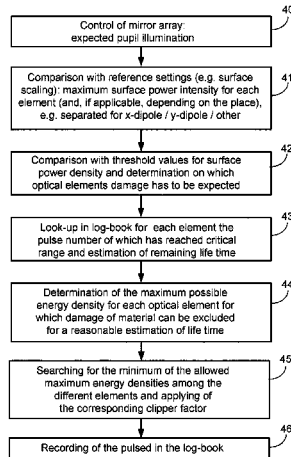 40
Control of mirror array:
expected pupil illumination
41
Comparison with reference settings (e.g. surface
scaling): maximum surface power intensity for each
element (and, if applicable, depending on the place),
e.g. separated for x-dipole / y-dipole / other
42
Comparison with threshold values for surface
power density and determination on which
optical elements damage has to be expected
43
Look-up in log-book for each element the
pulse number of which has reached critical
range and estimation of remaining life time
44
Determination of the maximum possible
energy density for each optical element for
which damage of material can be excluded
for a reasonable estimation of life time
45
Searching for the minimum of the allowed
maximum energy densities among the
different elements and applying of
the corresponding clipper factor
46
Recording of the pulsed in the log-book